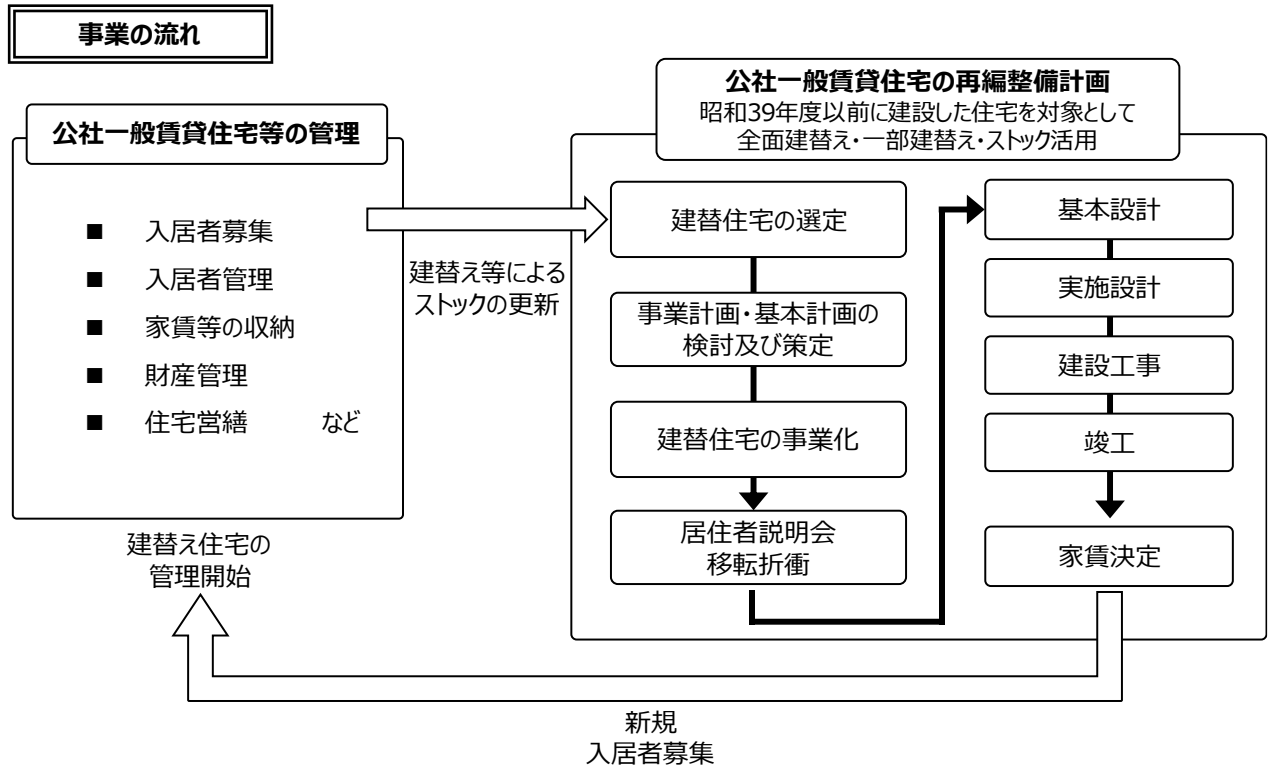 事業の流れ
公社一般賃貸住宅等の管理
■ 入居者募集
■ 入居者管理
■ 家賃等の収納
■ 財産管理
■ 住宅営繕 など
建替え等による
ストックの更新
公社一般賃貸住宅の再編整備計画
昭和39年度以前に建設した住宅を対象として
全面建替え・一部建替え・ストック活用
建替住宅の選定
事業計画・基本計画の
検討及び策定
建替住宅の事業化
居住者説明会
移転折衝
基本設計
実施設計
建設工事
竣工
家賃決定
新規
入居者募集
建替え住宅の
管理開始